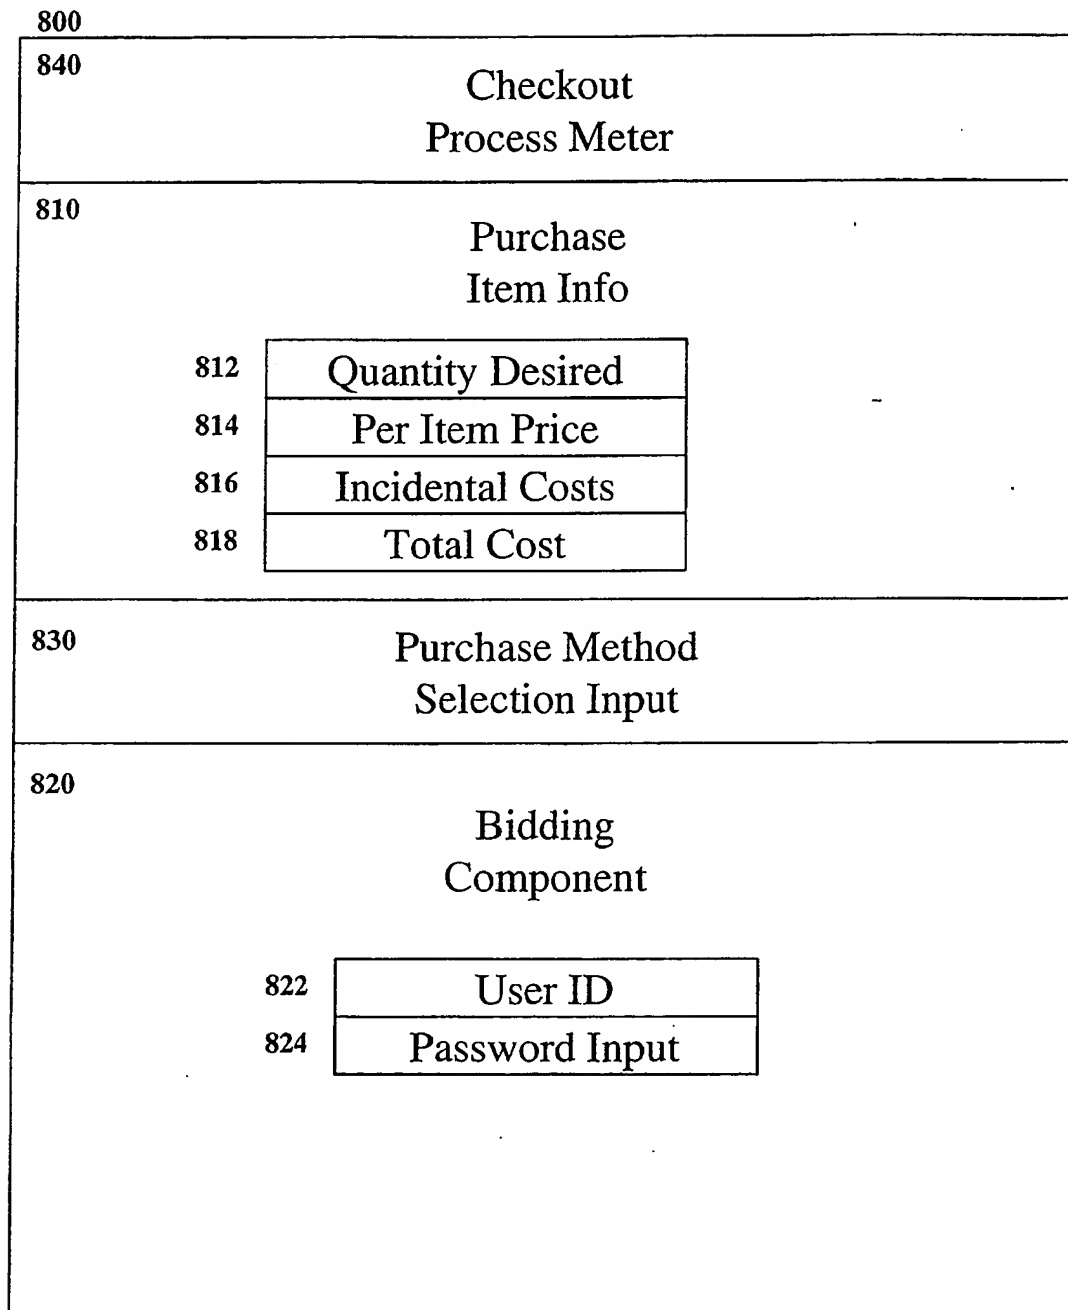 800
840
Checkout
Process Meter
810
Purchase
Item Info
812 Quantity Desired
814 Per Item Price
816 Incidental Costs
818 Total Cost
830
Purchase Method
Selection Input
820
Bidding
Component
822 User ID
824 Password Input